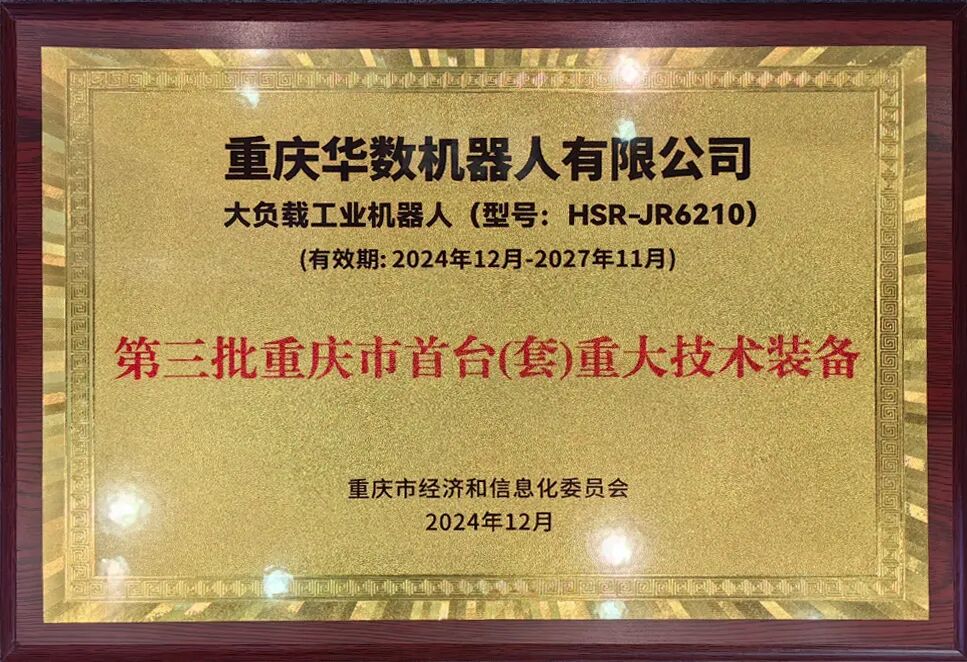 重庆华数机器人有限公司
大负载工业机器人（型号：HSR-JR6210）
(有效期: 2024年12月-2027年11月)
第三批重庆市首台(套)重大技术装备
重庆市经济和信息化委员会
2024年12月